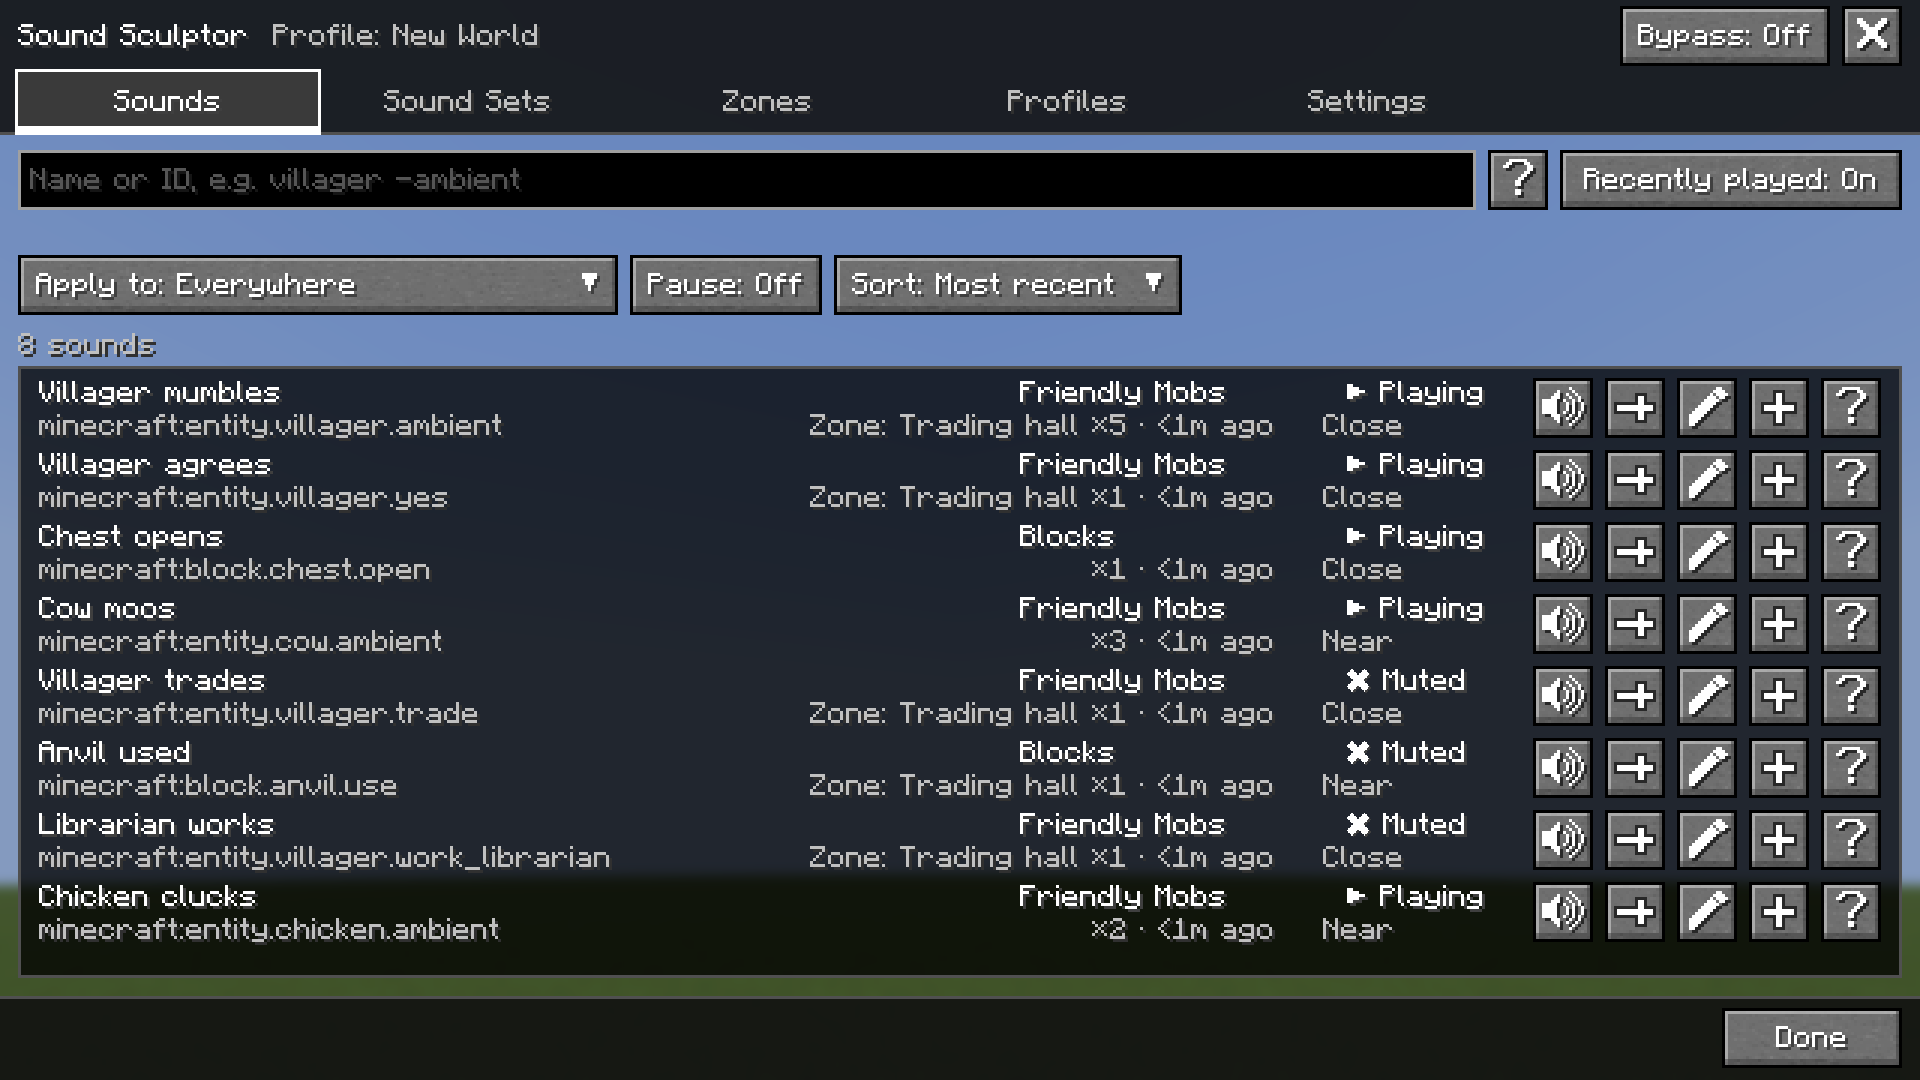 Sound Sculptor Profile: New World
Bypass: Off
Sounds Sound Sets Zones Profiles Settings
Name or ID, e.g. villager -ambient ? Recently played: On
Apply to: Everywhere ▼ Pause: Off Sort: Most recent ▼
8 sounds
Villager mumbles Friendly Mobs ▶ Playing
minecraft:entity.villager.ambient Zone: Trading hall ×5 · <1m ago Close ?
Villager agrees Friendly Mobs ▶ Playing
minecraft:entity.villager.yes Zone: Trading hall ×1 · <1m ago Close ?
Chest opens Blocks ▶ Playing
minecraft:block.chest.open ×1 · <1m ago Close ?
Cow moos Friendly Mobs ▶ Playing
minecraft:entity.cow.ambient ×3 · <1m ago Near ?
Villager trades Friendly Mobs ✖ Muted
minecraft:entity.villager.trade Zone: Trading hall ×1 · <1m ago Close ?
Anvil used Blocks ✖ Muted
minecraft:block.anvil.use Zone: Trading hall ×1 · <1m ago Near ?
Librarian works Friendly Mobs ✖ Muted
minecraft:entity.villager.work_librarian Zone: Trading hall ×1 · <1m ago Close ?
Chicken clucks Friendly Mobs ▶ Playing
minecraft:entity.chicken.ambient ×2 · <1m ago Near ?
Done